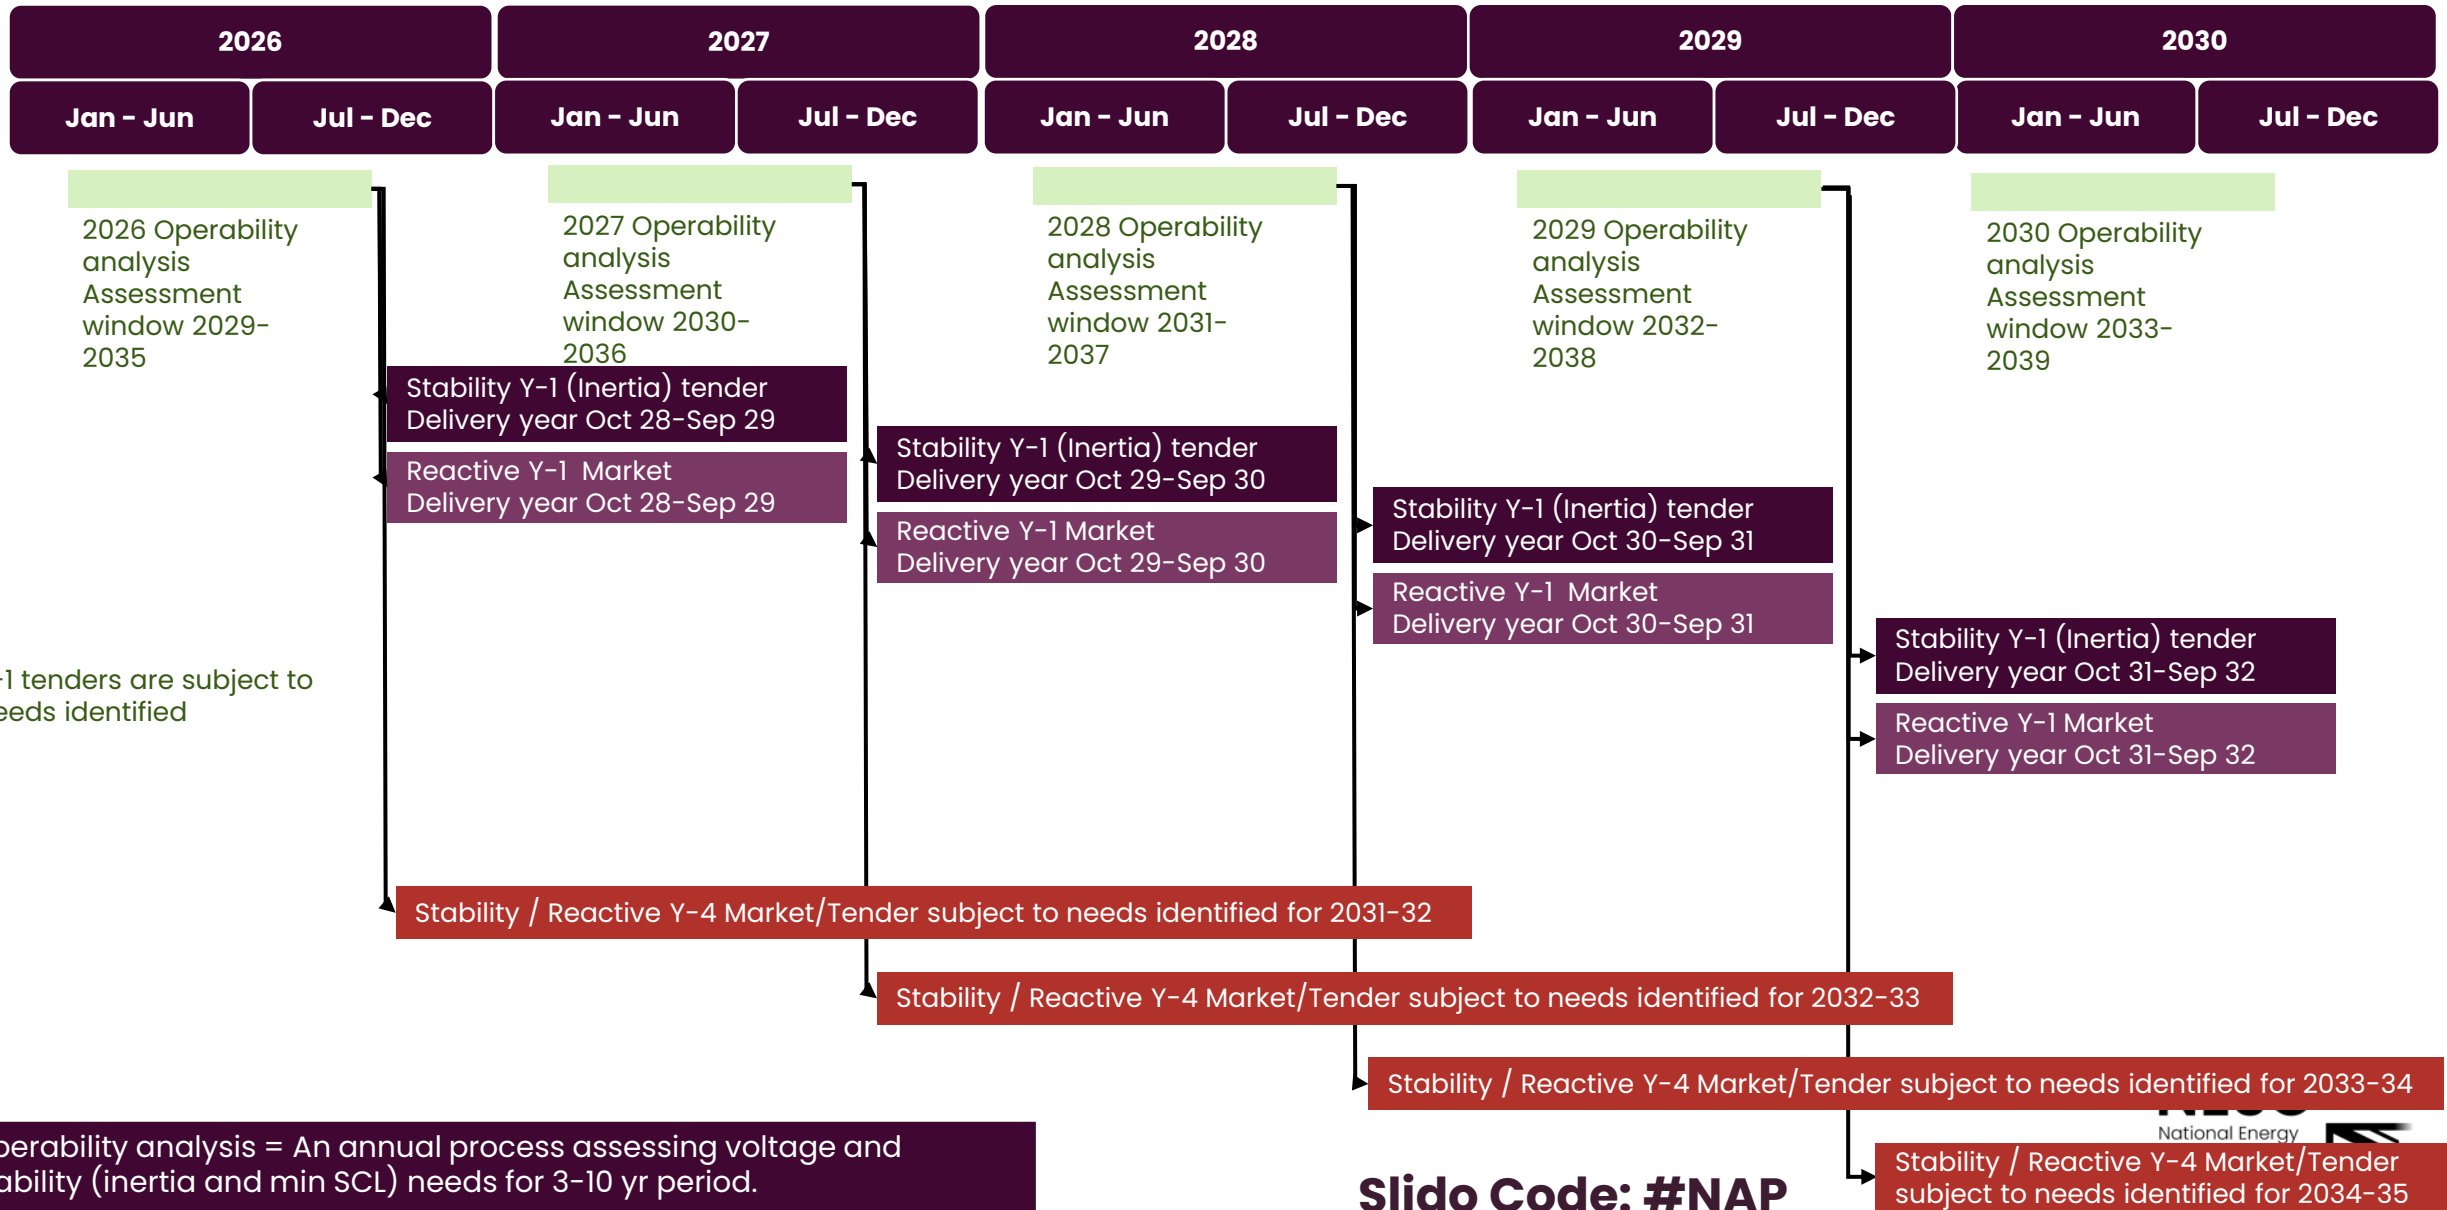 2026
2027
2028
2029
2030
Jan - Jun
Jul - Dec
Jan - Jun
Jul - Dec
Jan - Jun
Jul - Dec
Jan - Jun
Jul - Dec
Jan - Jun
Jul - Dec
2026 Operability
analysis
Assessment
window 2029-
2035
2027 Operability
analysis
Assessment
window 2030-
2036
2028 Operability
analysis
Assessment
window 2031-
2037
2029 Operability
analysis
Assessment
window 2032-
2038
2030 Operability
analysis
Assessment
window 2033-
2039
Stability Y-1 (Inertia) tender
Delivery year Oct 28-Sep 29
Reactive Y-1 Market
Delivery year Oct 28-Sep 29
Stability Y-1 (Inertia) tender
Delivery year Oct 29-Sep 30
Reactive Y-1 Market
Delivery year Oct 29-Sep 30
Stability Y-1 (Inertia) tender
Delivery year Oct 30-Sep 31
Reactive Y-1 Market
Delivery year Oct 30-Sep 31
Stability Y-1 (Inertia) tender
Delivery year Oct 31-Sep 32
Reactive Y-1 Market
Delivery year Oct 31-Sep 32
-1 tenders are subject to
eeds identified
Stability / Reactive Y-4 Market/Tender subject to needs identified for 2031-32
Stability / Reactive Y-4 Market/Tender subject to needs identified for 2032-33
Stability / Reactive Y-4 Market/Tender subject to needs identified for 2033-34
National Energy
Stability / Reactive Y-4 Market/Tender
subject to needs identified for 2034-35
perability analysis = An annual process assessing voltage and
ability (inertia and min SCL) needs for 3-10 yr period.
Slido Code: #NAP